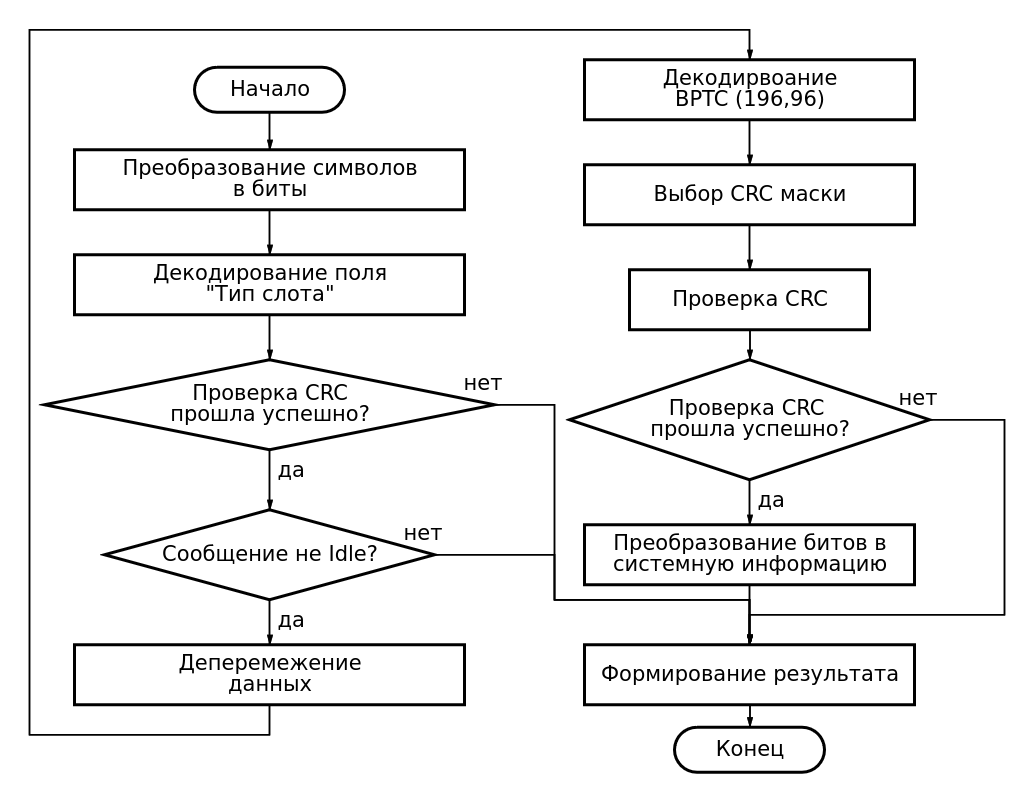 Начало
Преобразование символов
в биты
Декодирование поля
"Тип слота"
Проверка CRC
прошла успешно?
нет
да
Сообщение не Idle?
нет
да
Деперемежение
данных
Декодирвоание
BPTC (196,96)
Выбор CRC маски
Проверка CRC
Проверка CRC
прошла успешно?
нет
да
Преобразование битов в
системную информацию
Формирование результата
Конец